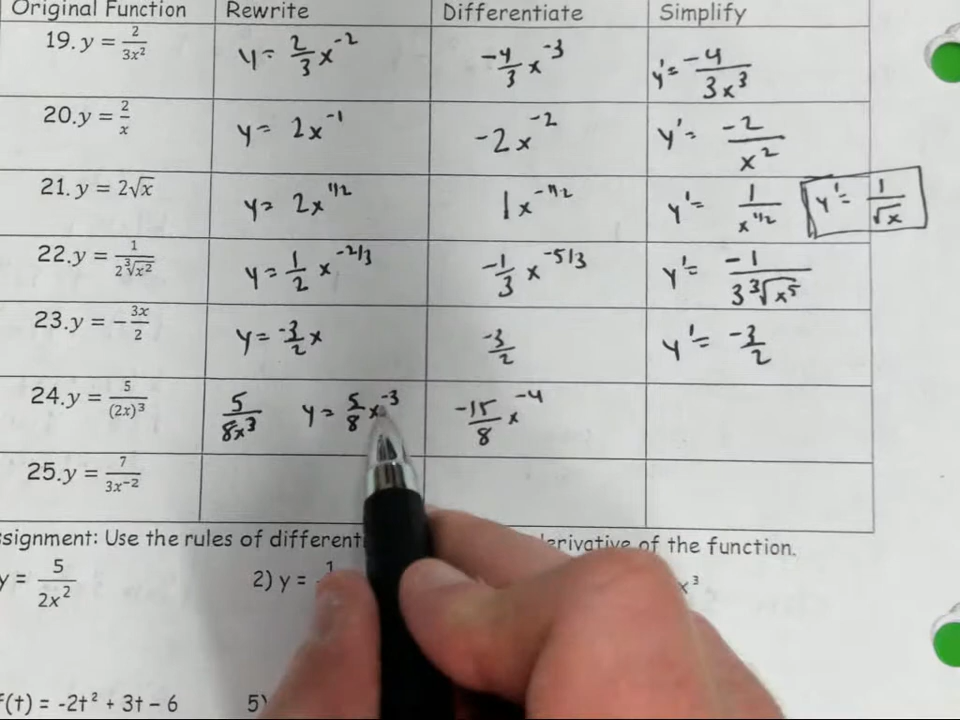 Original Function Rewrite Differentiate Simplify
19. y = 2/(3x²) y = 2/3 x⁻² -4/3 x⁻³ y' = -4/(3x³)
20. y = 2/x y = 2x⁻¹ -2x⁻² y' = -2/x²
21. y = 2√x y = 2x^(1/2) 1x^(-1/2) y' = 1/x^(1/2) y' = 1/√x
22. y = 1/(2∛x²) y = 1/2 x^(-2/3) -1/3 x^(-5/3) y' = -1/(3∛x⁵)
23. y = -3x/2 y = -3/2 x -3/2 y' = -3/2
24. y = 5/(2x)³ 5/(8x³) y = 5/8 x⁻³ -15/8 x⁻⁴
25. y = 7/(3x⁻²)
ssignment: Use the rules of different erivative of the function.
y = 5/(2x²) 2) y = 1 x³
f(t) = -2t² + 3t - 6 5)